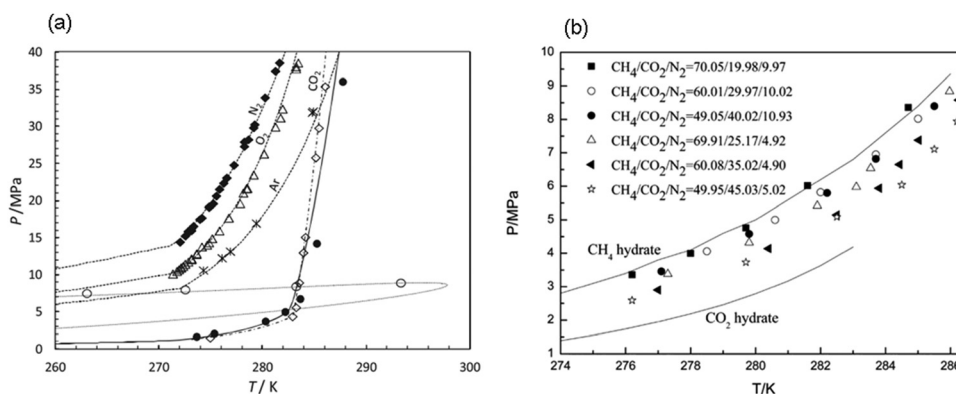 (a)
40
35
30
25
20
15
10
5
0
P / MPa
260 270 280 290 300
T / K
N2
O2
Ar
CO2
(b)
10
9
8
7
6
5
4
3
2
1
P/MPa
CH4/CO2/N2=70.05/19.98/9.97
CH4/CO2/N2=60.01/29.97/10.02
CH4/CO2/N2=49.05/40.02/10.93
CH4/CO2/N2=69.91/25.17/4.92
CH4/CO2/N2=60.08/35.02/4.90
CH4/CO2/N2=49.95/45.03/5.02
CH4 hydrate
CO2 hydrate
274 276 278 280 282 284 286
T/K